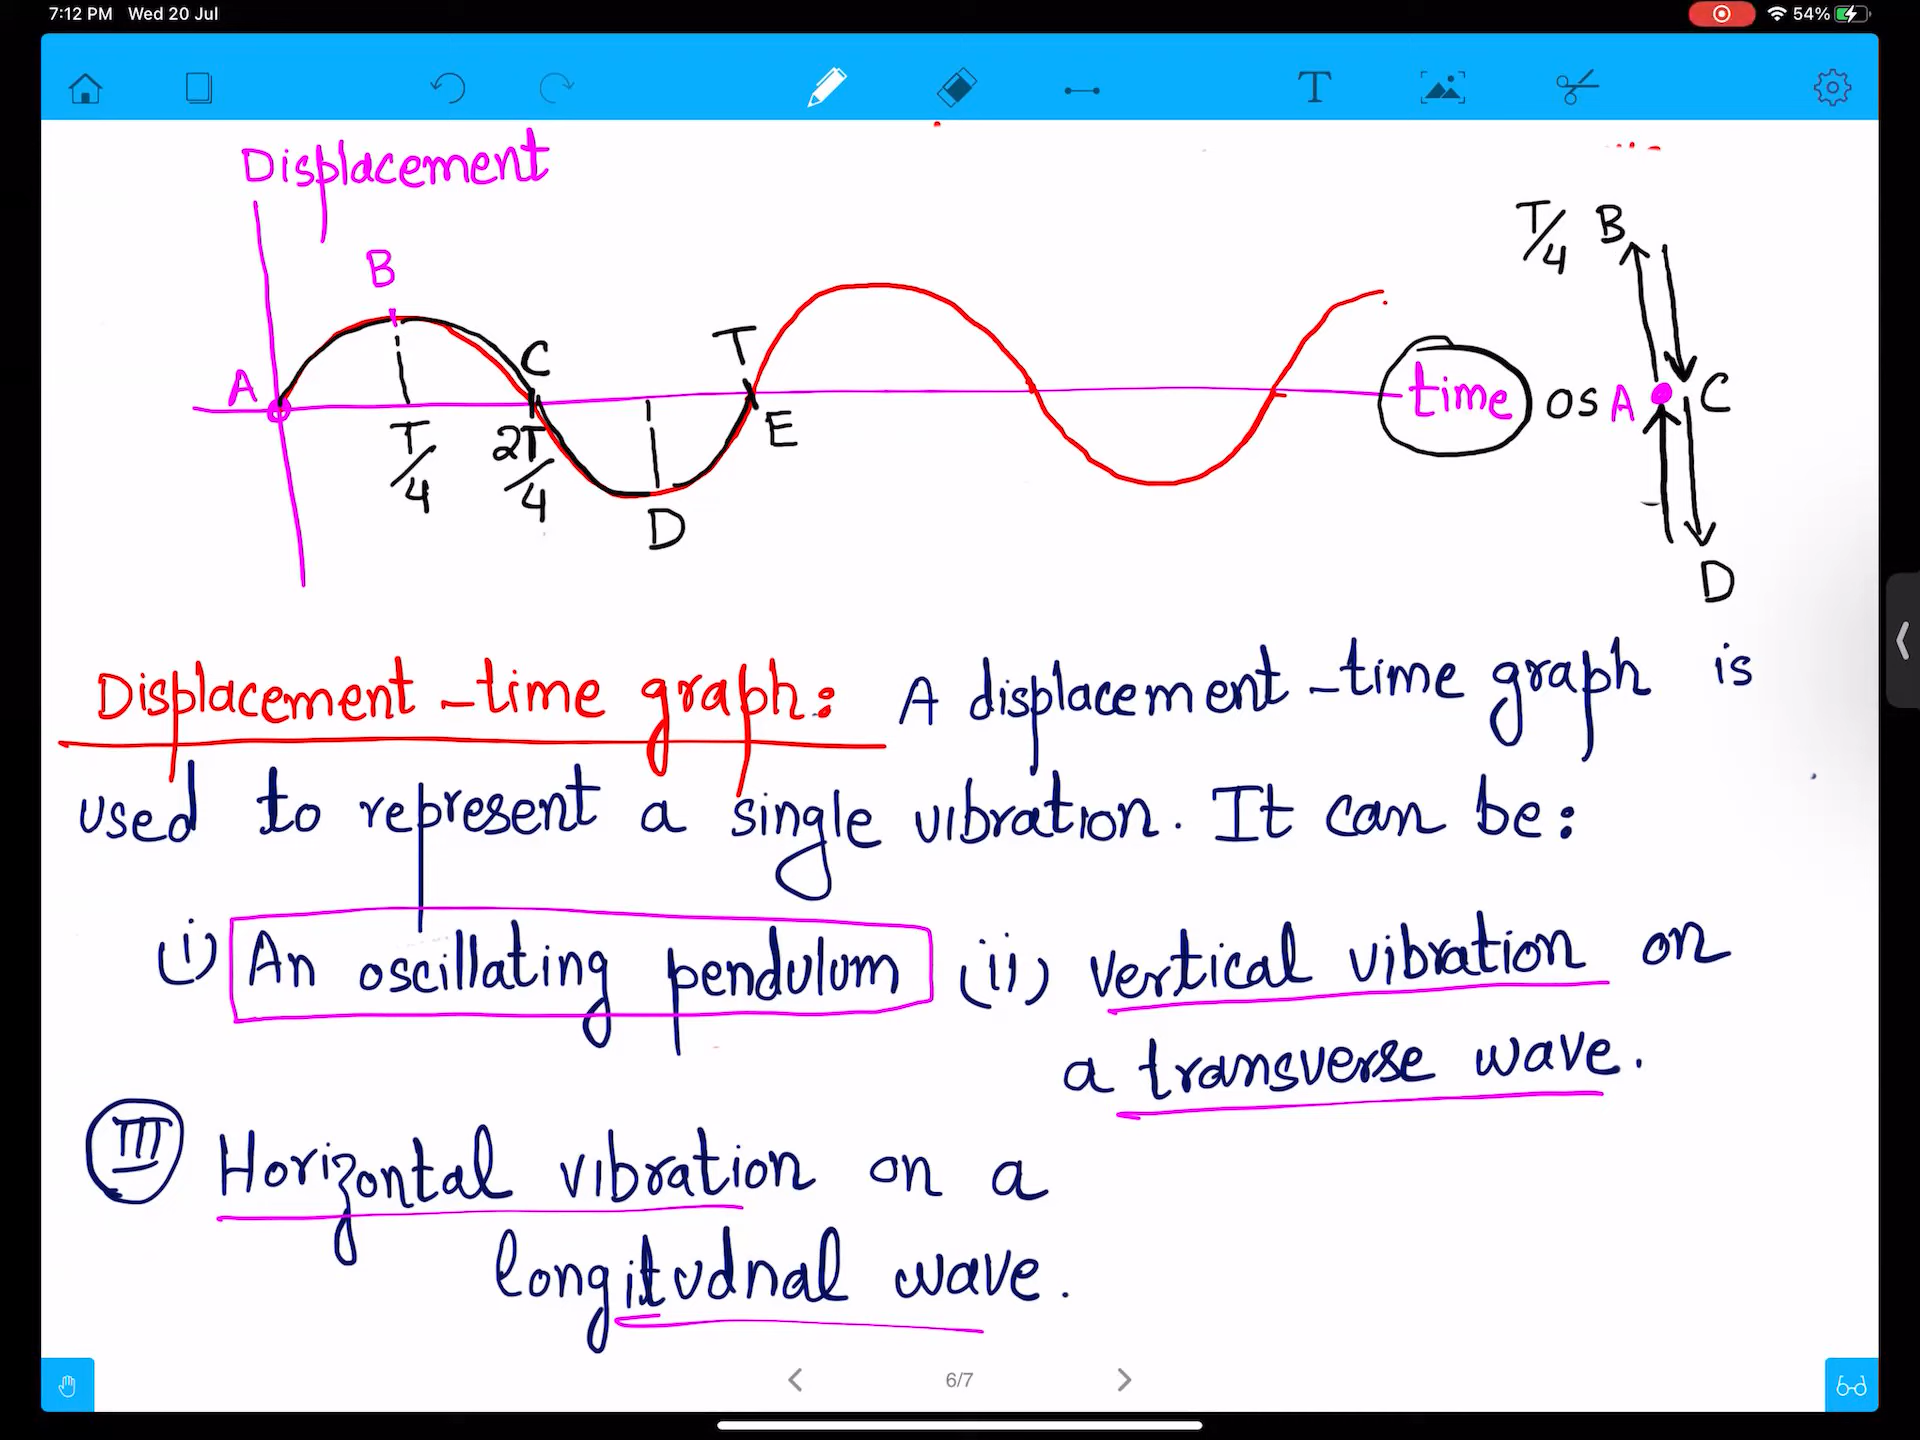 7:12 PM Wed 20 Jul
54%
T
Displacement
T/4 B
B
T
C
A
time os A C
E
T/4
2T/4
D
D
Displacement -time graph: A displacement -time graph is
used to represent a single vibration. It can be:
(i) An oscillating pendulum (ii) vertical vibration on
a transverse wave.
III Horizontal vibration on a
longitudnal wave.
6/7